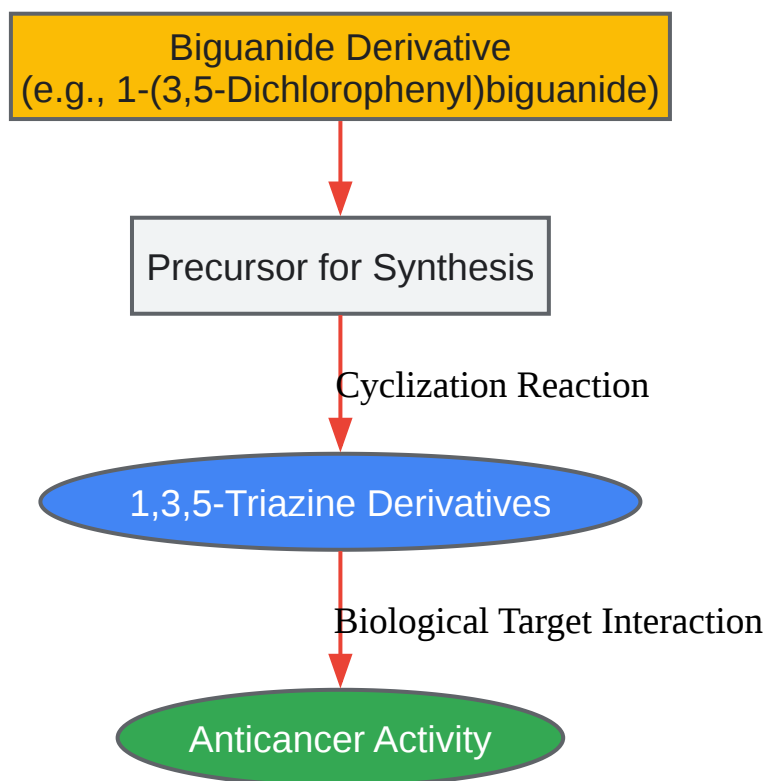 Biguanide Derivative
(e.g., 1-(3,5-Dichlorophenyl)biguanide)
Precursor for Synthesis
Cyclization Reaction
1,3,5-Triazine Derivatives
Biological Target Interaction
Anticancer Activity